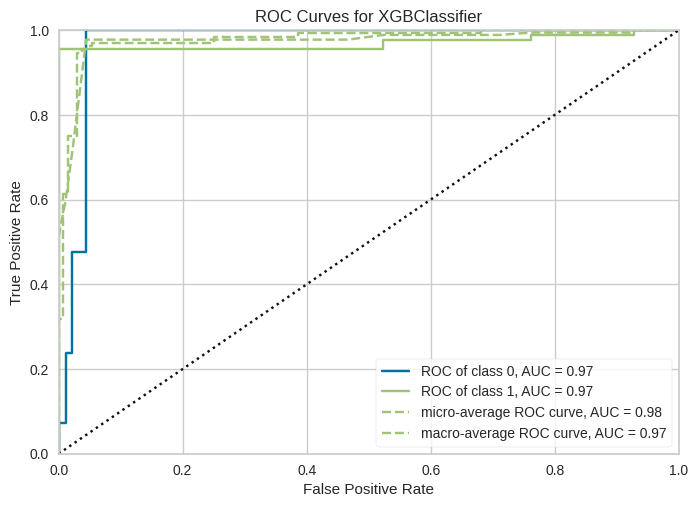 ROC Curves for XGBClassifier
1.0
0.8
0.6
0.4
0.2
0.0
True Positive Rate
ROC of class 0, AUC = 0.97
ROC of class 1, AUC = 0.97
micro-average ROC curve, AUC = 0.98
macro-average ROC curve, AUC = 0.97
0.0 0.2 0.4 0.6 0.8 1.0
False Positive Rate